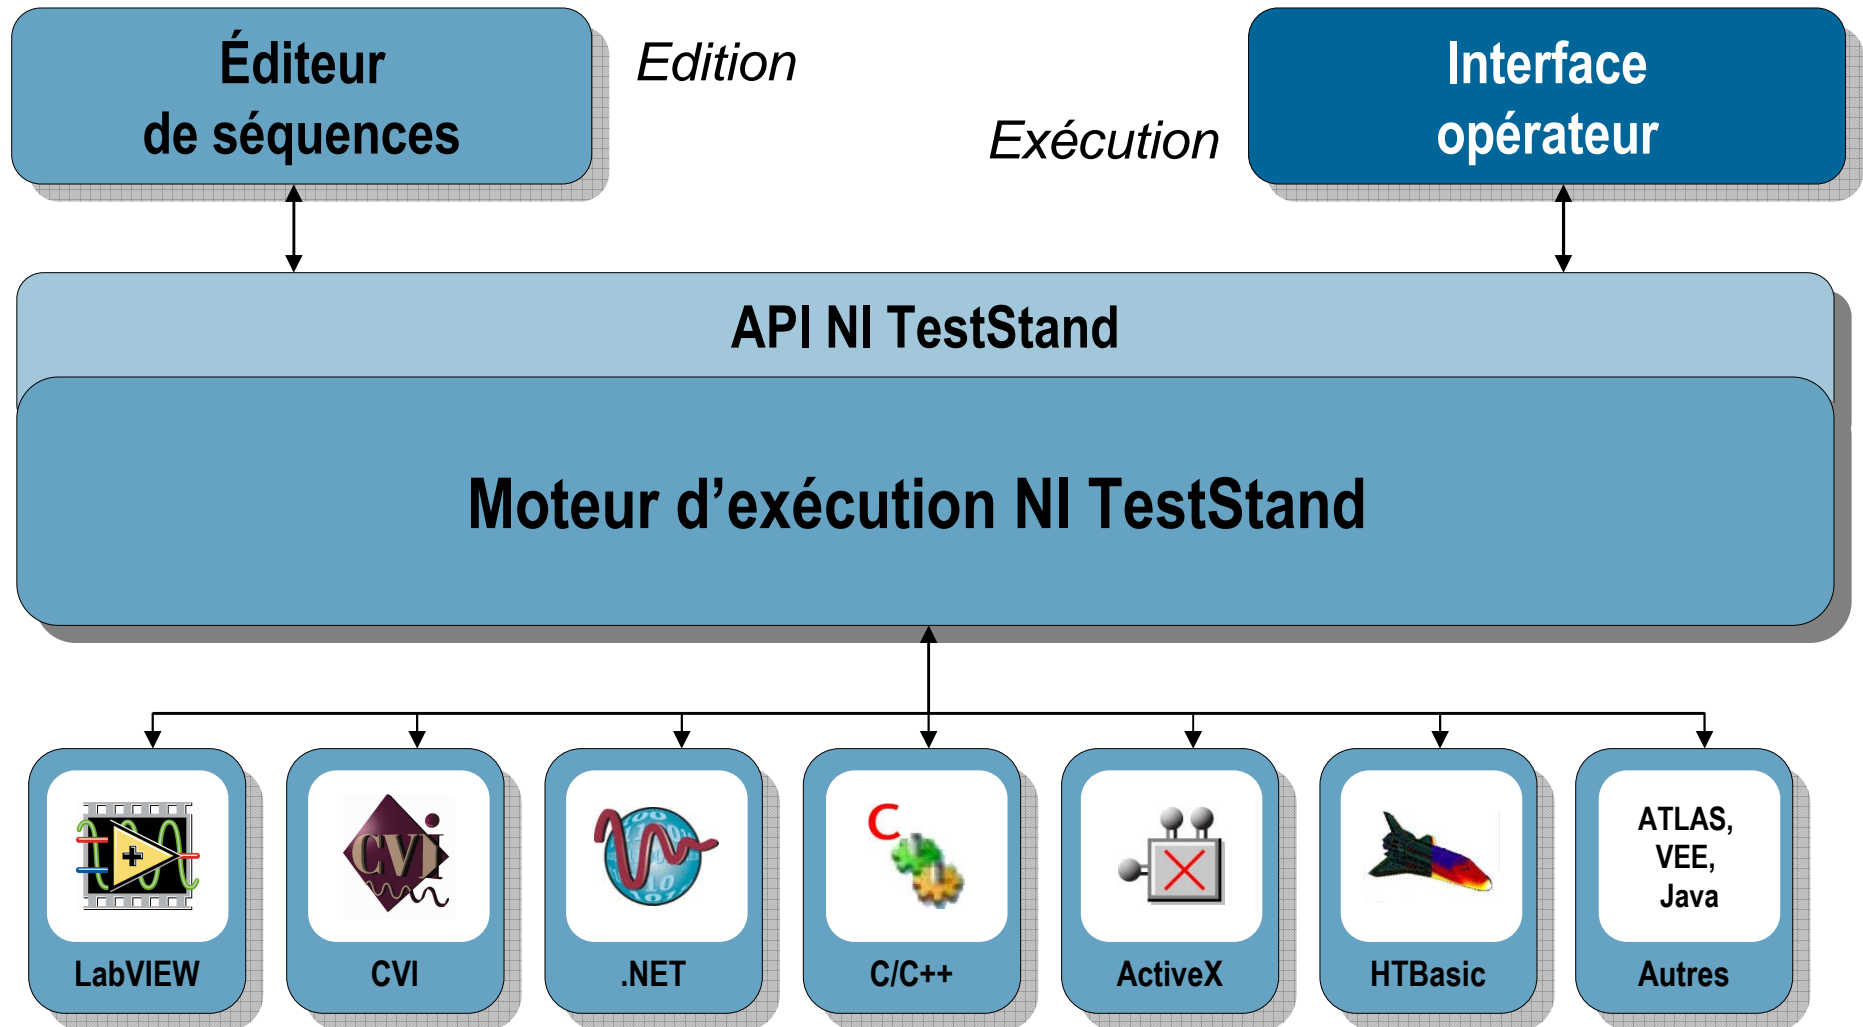 Éditeur
de séquences
Edition
Exécution
Interface
opérateur
API NI TestStand
Moteur d’exécution NI TestStand
CVI
C
ATLAS,
VEE,
Java
LabVIEW
CVI
.NET
C/C++
ActiveX
HTBasic
Autres